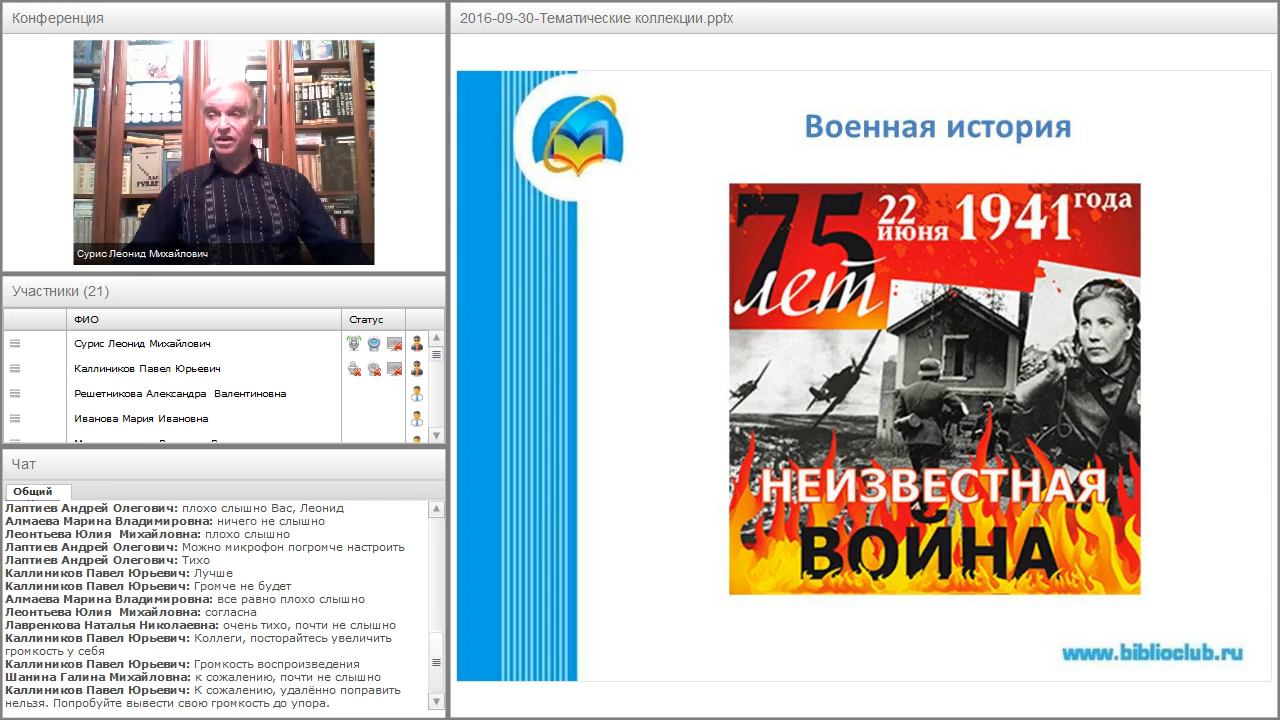 Конференция
Сурис Леонид Михайлович
Участники (21)
ФИО
Статус
Сурис Леонид Михайлович
Каллиников Павел Юрьевич
Решетникова Александра Валентиновна
Иванова Мария Ивановна
Чат
Общий
Лаптиев Андрей Олегович: плохо слышно Вас, Леонид
Алмаева Марина Владимировна: ничего не слышно
Леонтьева Юлия Михайловна: плохо слышно
Лаптиев Андрей Олегович: Можно микрофон погромче настроить
Лаптиев Андрей Олегович: Тихо
Каллиников Павел Юрьевич: Лучше
Каллиников Павел Юрьевич: Громче не будет
Алмаева Марина Владимировна: все равно плохо слышно
Леонтьева Юлия Михайловна: согласна
Лавренкова Наталья Николаевна: очень тихо, почти не слышно
Каллиников Павел Юрьевич: Коллеги, посторайтесь увеличить
громкость у себя
Каллиников Павел Юрьевич: Громкость воспроизведения
Шанина Галина Михайловна: к сожалению, почти не слышно
Каллиников Павел Юрьевич: К сожалению, удалённо поправить
нельзя. Попробуйте вывести свою громкость до упора.
2016-09-30-Тематические коллекции.pptx
Военная история
75 лет
22 июня 1941 года
НЕИЗВЕСТНАЯ
ВОЙНА
www.biblioclub.ru